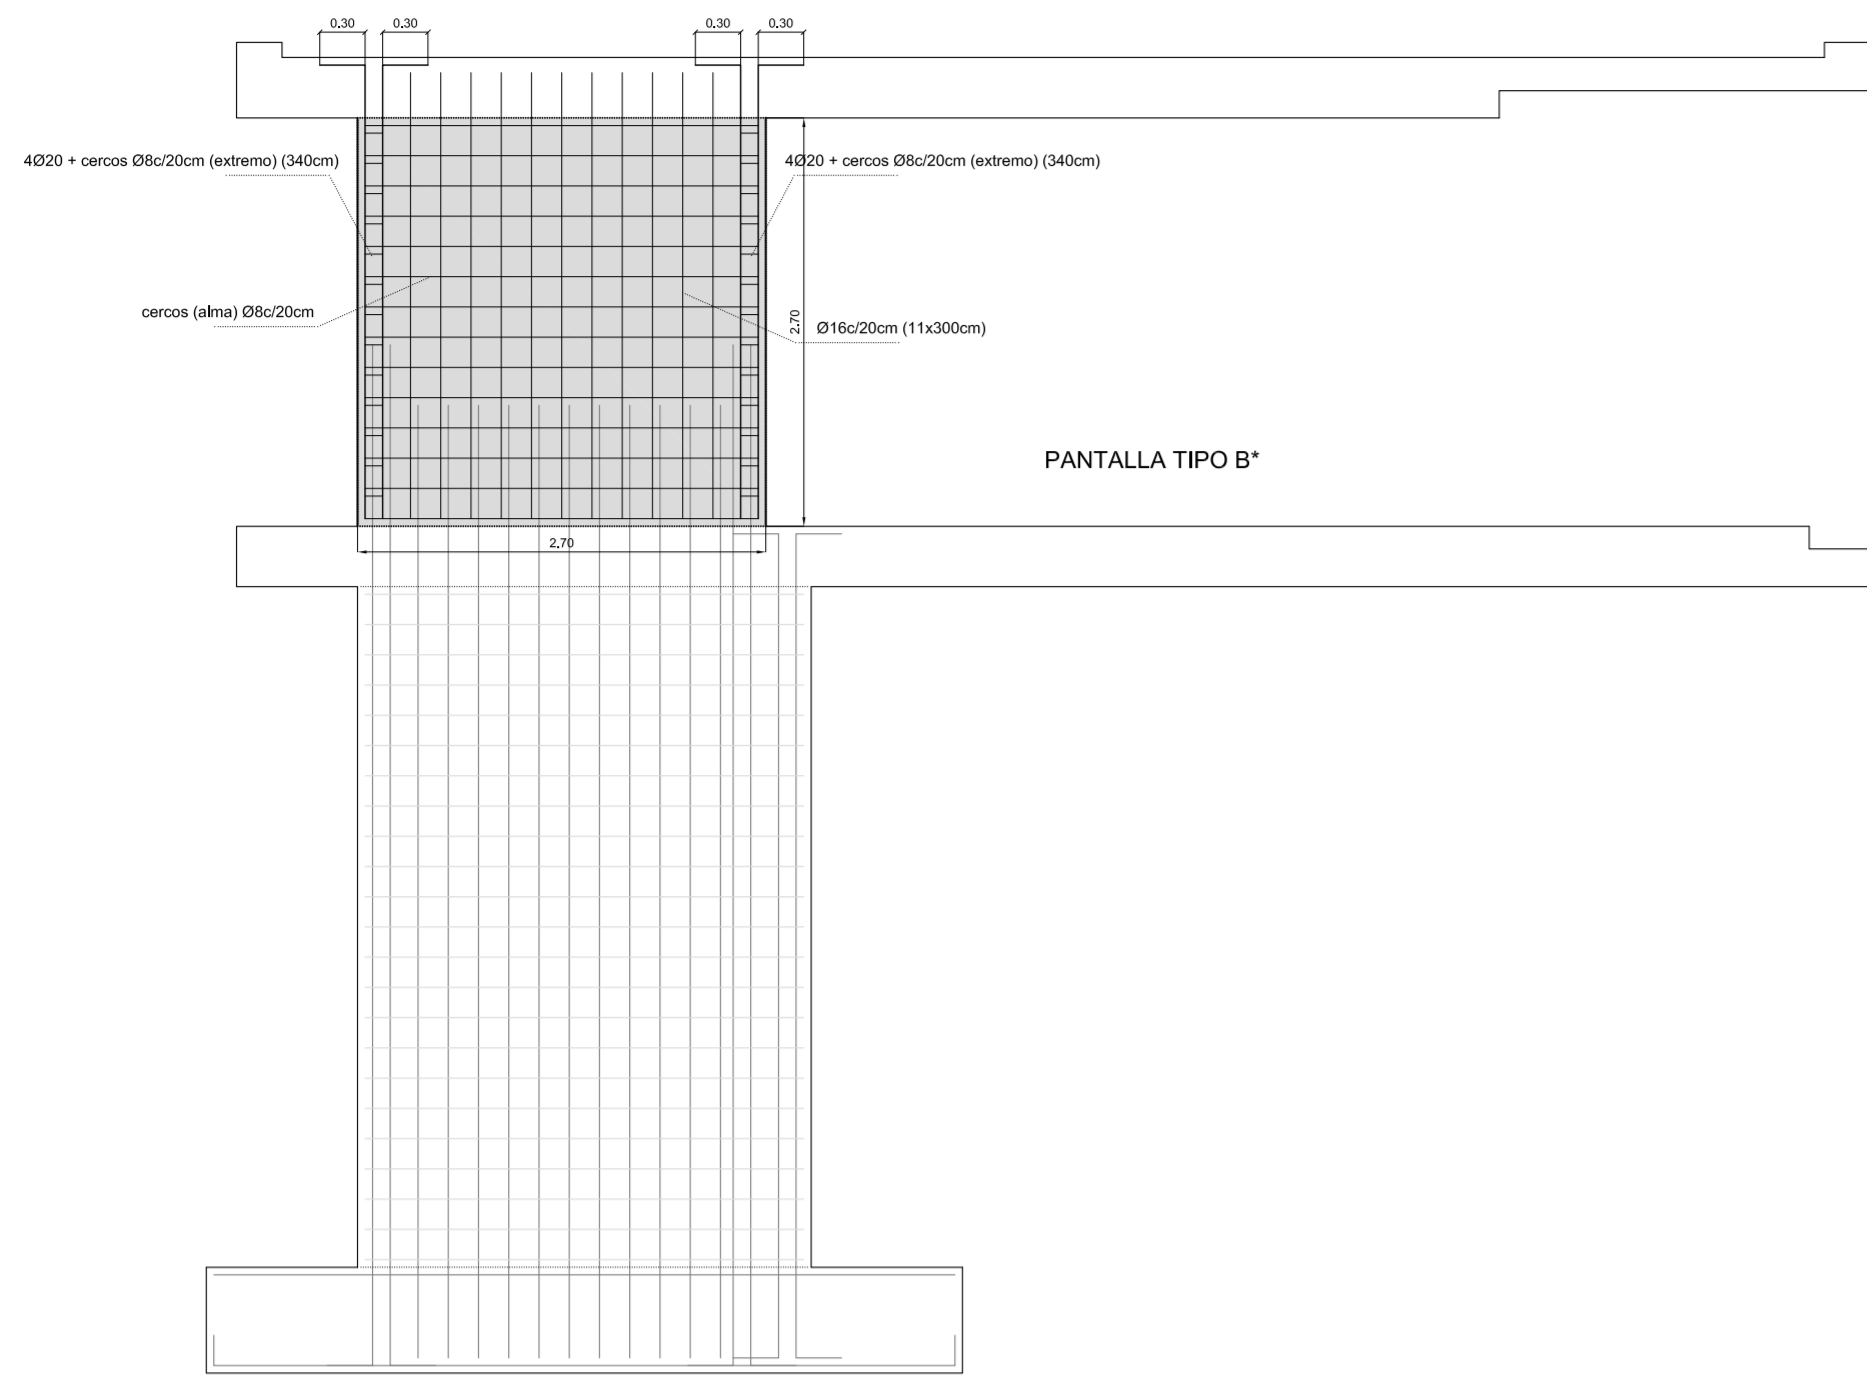 0.30 0.30 0.30 0.30
4Ø20 + cercos Ø8c/20cm (extremo) (340cm)
4Ø20 + cercos Ø8c/20cm (extremo) (340cm)
cercos (alma) Ø8c/20cm
2.70
Ø16c/20cm (11x300cm)
PANTALLA TIPO B*
2.70